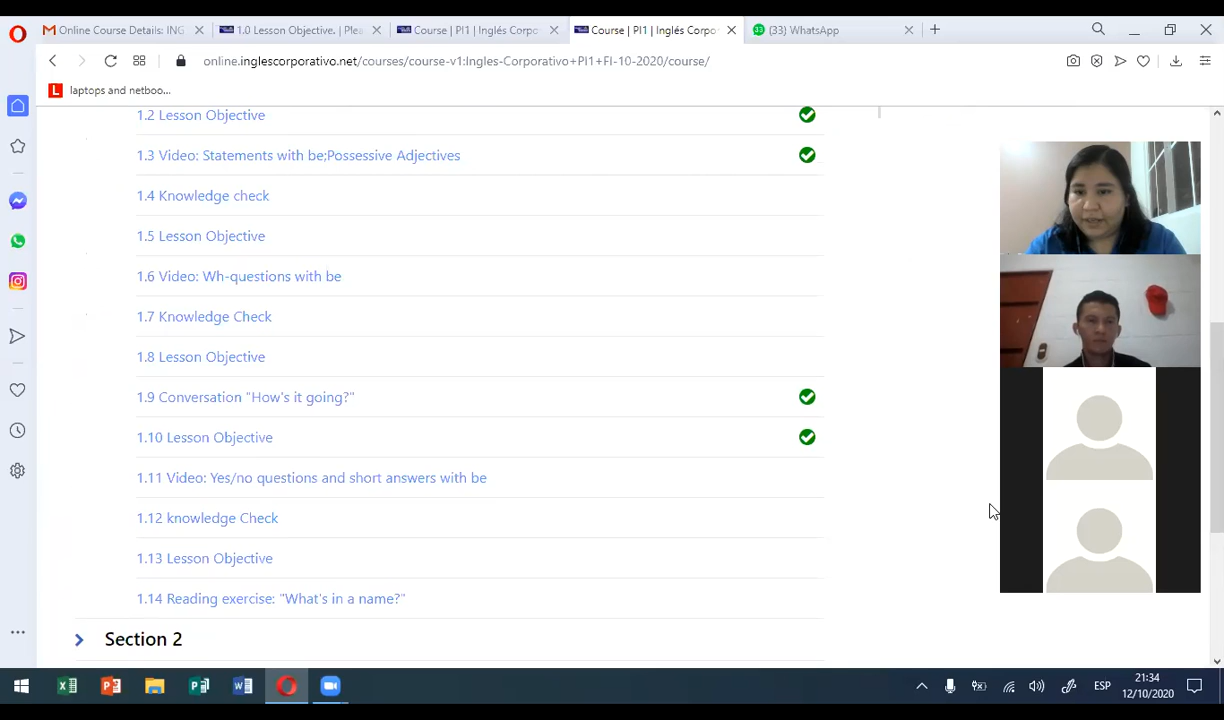 Online Course Details: ING
1.0 Lesson Objective. | Plea
Course | PI1 | Inglés Corpo
Course | PI1 | Inglés Corpo
(33) WhatsApp
online.inglescorporativo.net/courses/course-v1:Ingles-Corporativo+PI1+FI-10-2020/course/
L laptops and netboo...
1.2 Lesson Objective
1.3 Video: Statements with be;Possessive Adjectives
1.4 Knowledge check
1.5 Lesson Objective
1.6 Video: Wh-questions with be
1.7 Knowledge Check
1.8 Lesson Objective
1.9 Conversation "How's it going?"
1.10 Lesson Objective
1.11 Video: Yes/no questions and short answers with be
1.12 knowledge Check
1.13 Lesson Objective
1.14 Reading exercise: "What's in a name?"
Section 2
ESP
21:34
12/10/2020